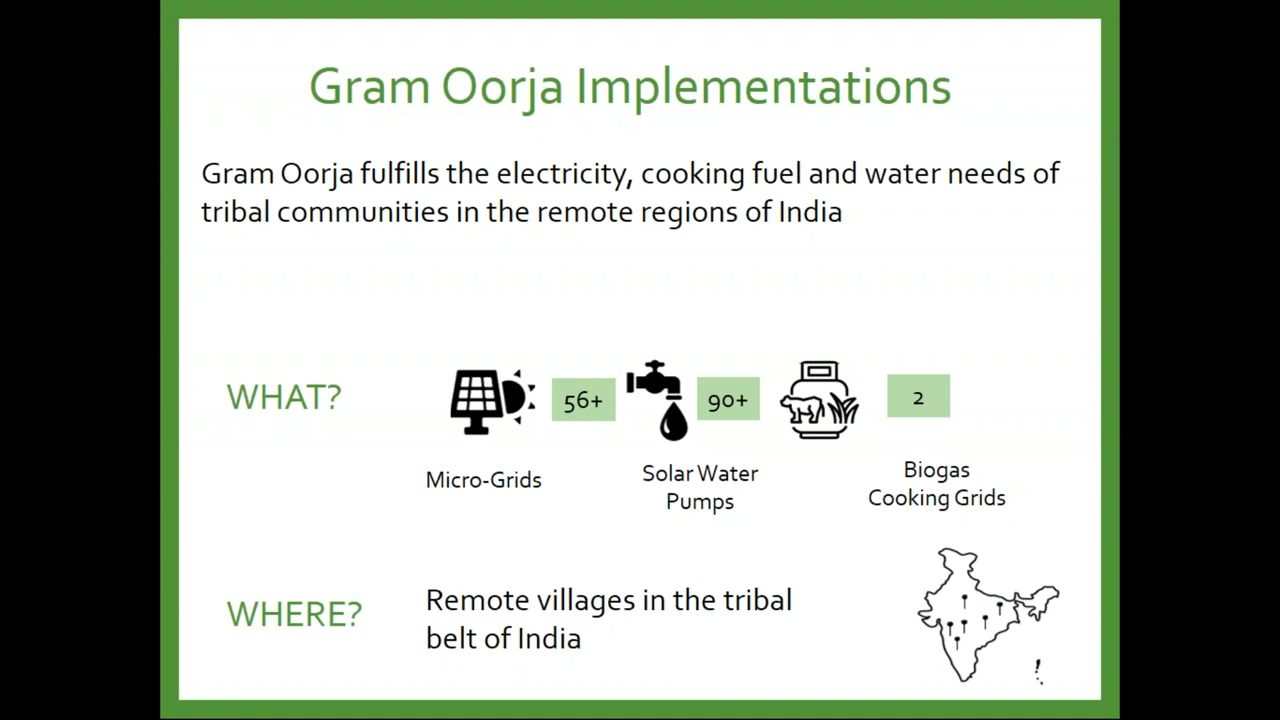 Gram Oorja Implementations
Gram Oorja fulfills the electricity, cooking fuel and water needs of
tribal communities in the remote regions of India
WHAT?
56+
90+
2
Micro-Grids
Solar Water
Pumps
Biogas
Cooking Grids
WHERE?
Remote villages in the tribal
belt of India